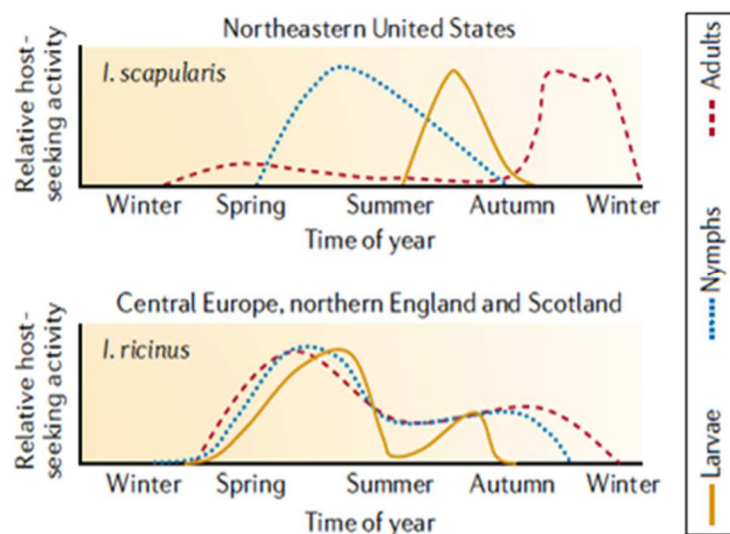 Northeastern United States
Relative host-
seeking activity
I. scapularis
Winter Spring Summer Autumn Winter
Time of year
Central Europe, northern England and Scotland
Relative host-
seeking activity
I. ricinus
Winter Spring Summer Autumn Winter
Time of year
Adults
Nymphs
Larvae